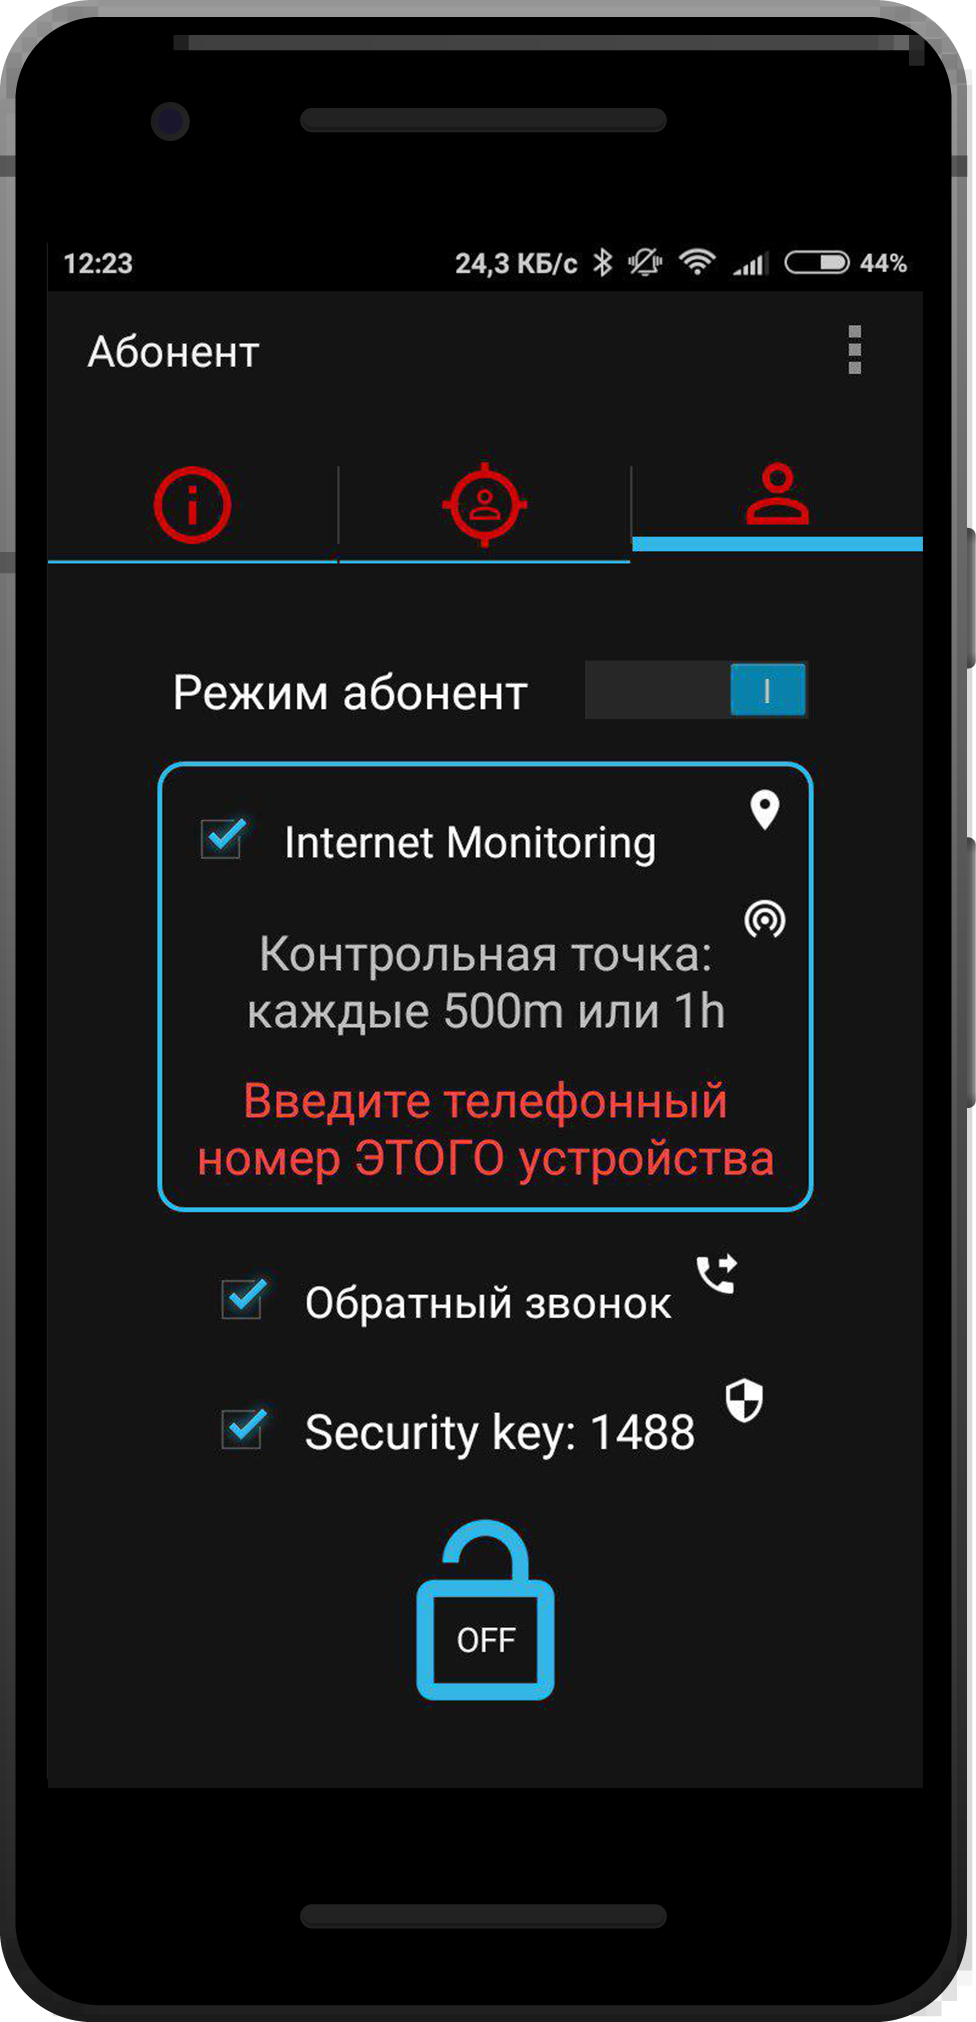 12:23 24,3 КБ/с 44%
Абонент
Режим абонент
Internet Monitoring
Контрольная точка:
каждые 500m или 1h
Введите телефонный
номер ЭТОГО устройства
Обратный звонок
Security key: 1488
OFF